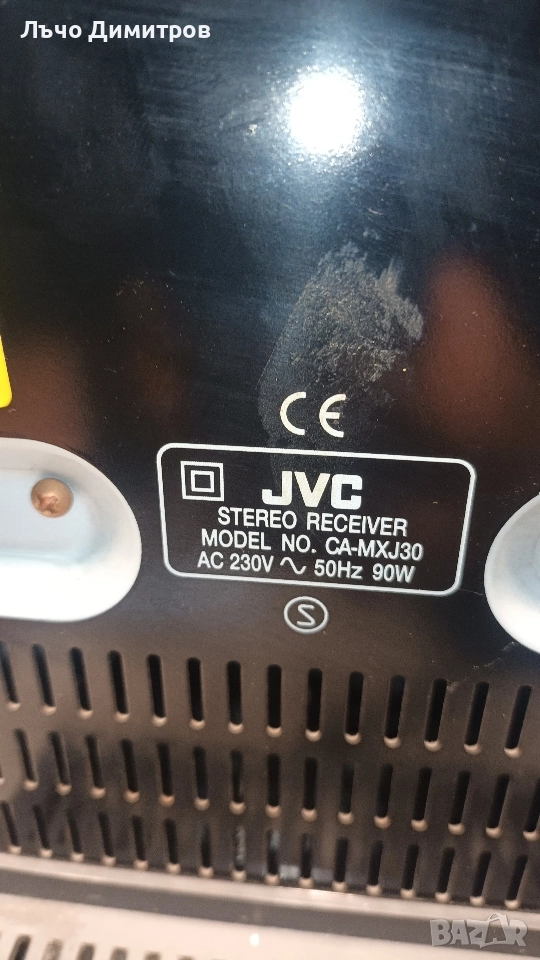 Лъчо Димитров
CE
JVC
STEREO RECEIVER
MODEL NO. CA-MXJ30
AC 230V ∿ 50Hz 90W
S
BAZAR